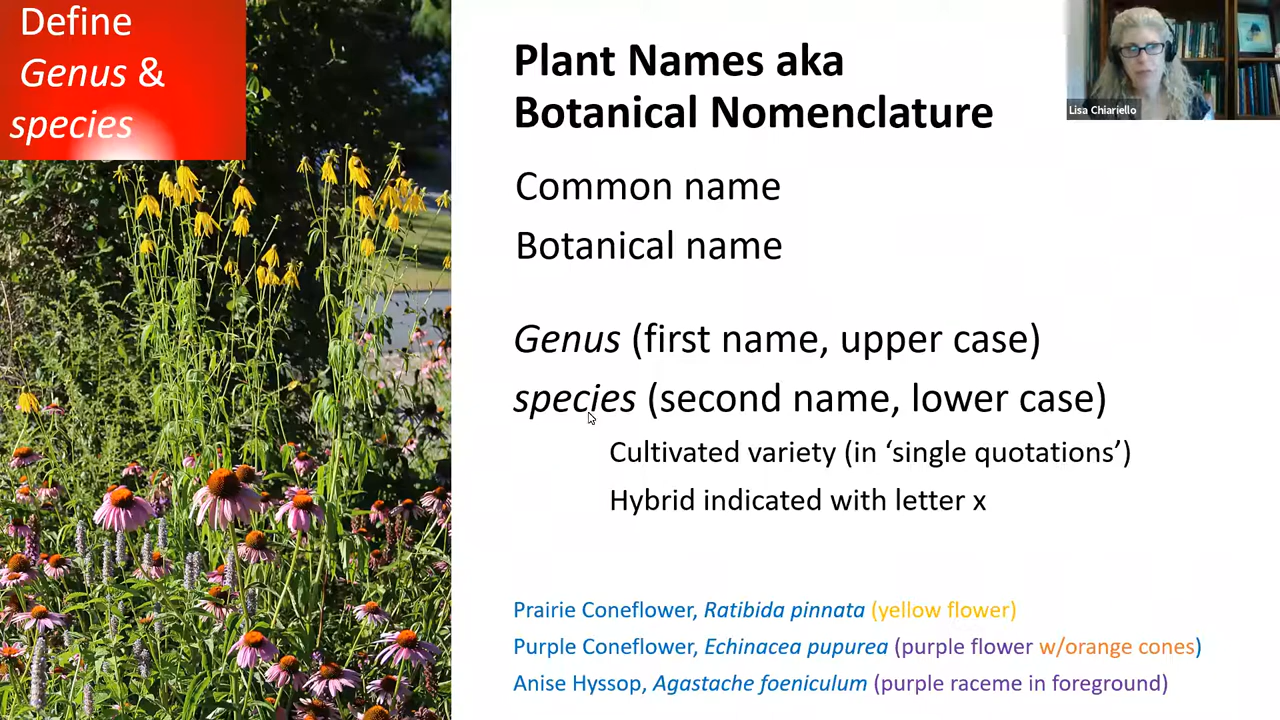 Define
Genus &
species
Plant Names aka
Botanical Nomenclature
Lisa Chiariello
Common name
Botanical name
Genus (first name, upper case)
species (second name, lower case)
Cultivated variety (in ‘single quotations’)
Hybrid indicated with letter x
Prairie Coneflower, Ratibida pinnata (yellow flower)
Purple Coneflower, Echinacea pupurea (purple flower w/orange cones)
Anise Hyssop, Agastache foeniculum (purple raceme in foreground)